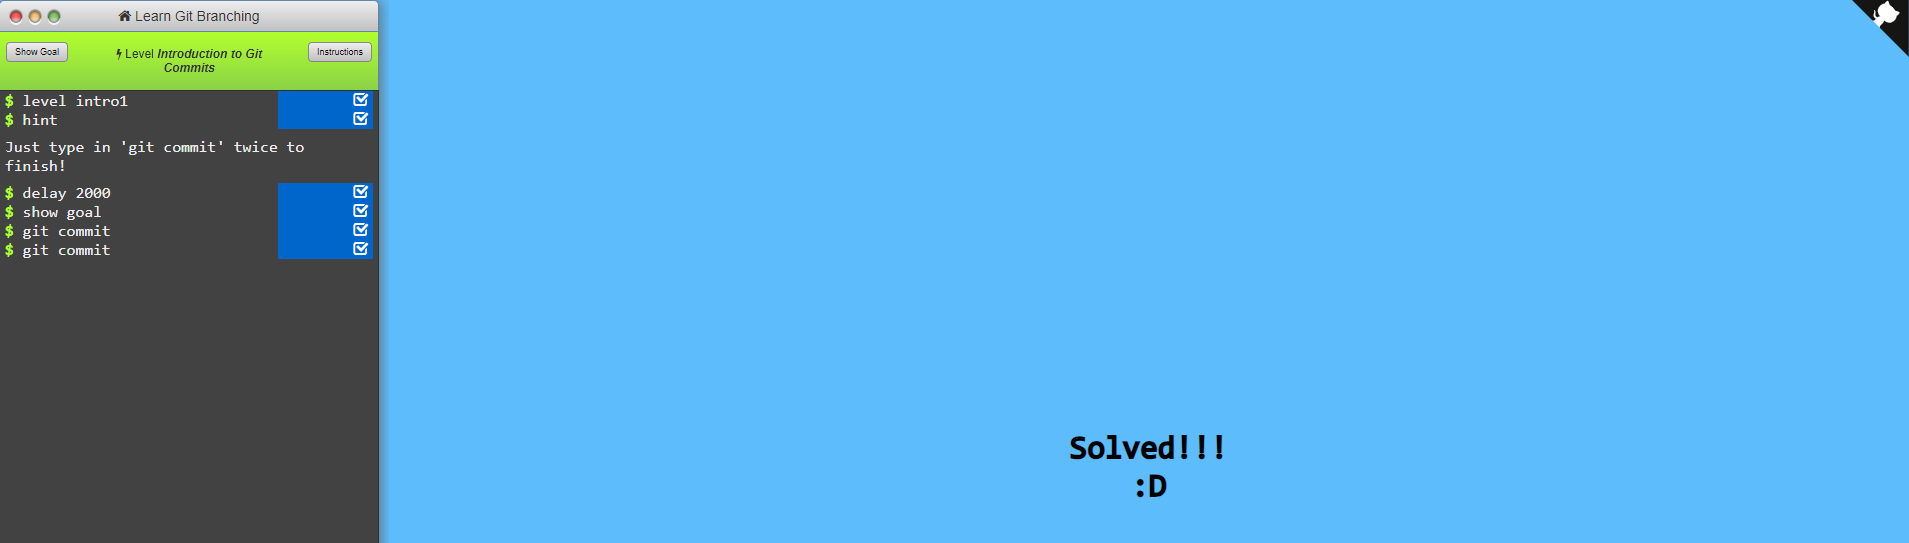 Learn Git Branching
Show Goal
Level Introduction to Git
Commits
Instructions
$ level intro1
$ hint
Just type in 'git commit' twice to
finish!
$ delay 2000
$ show goal
$ git commit
$ git commit
Solved!!!
:D